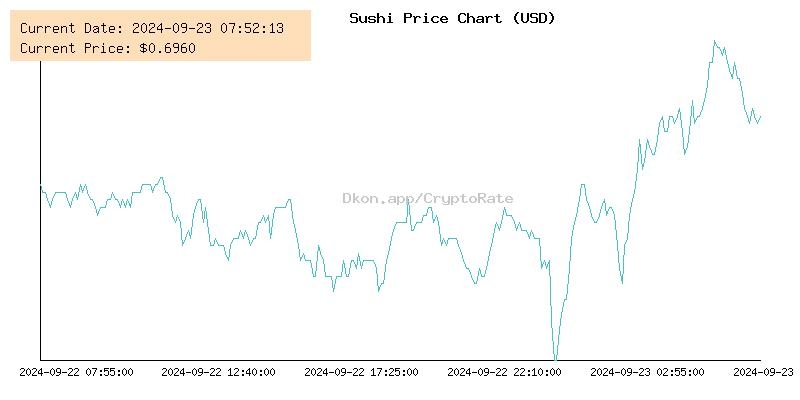 Sushi Price Chart (USD)
Current Date: 2024-09-23 07:52:13
Current Price: $0.6960
Dkon.app/CryptoRate
2024-09-22 07:55:00 2024-09-22 12:40:00 2024-09-22 17:25:00 2024-09-22 22:10:00 2024-09-23 02:55:00 2024-09-23